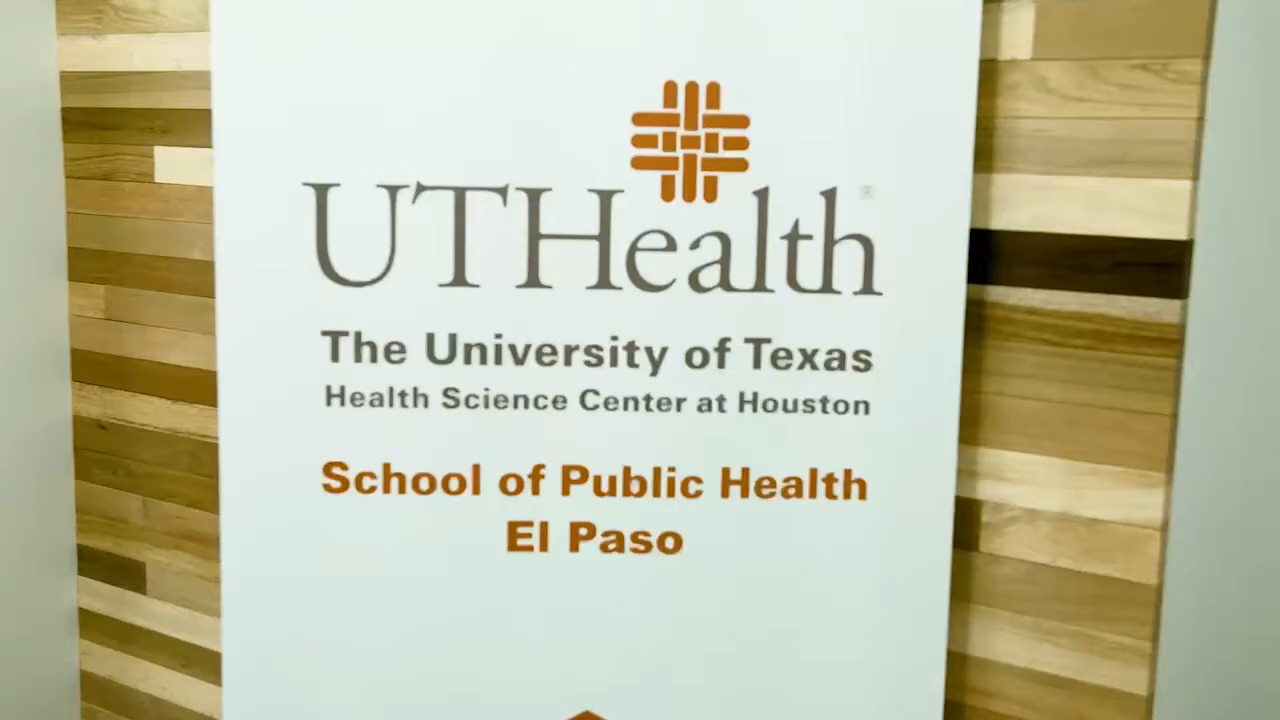 UTHealth®
The University of Texas
Health Science Center at Houston
School of Public Health
El Paso